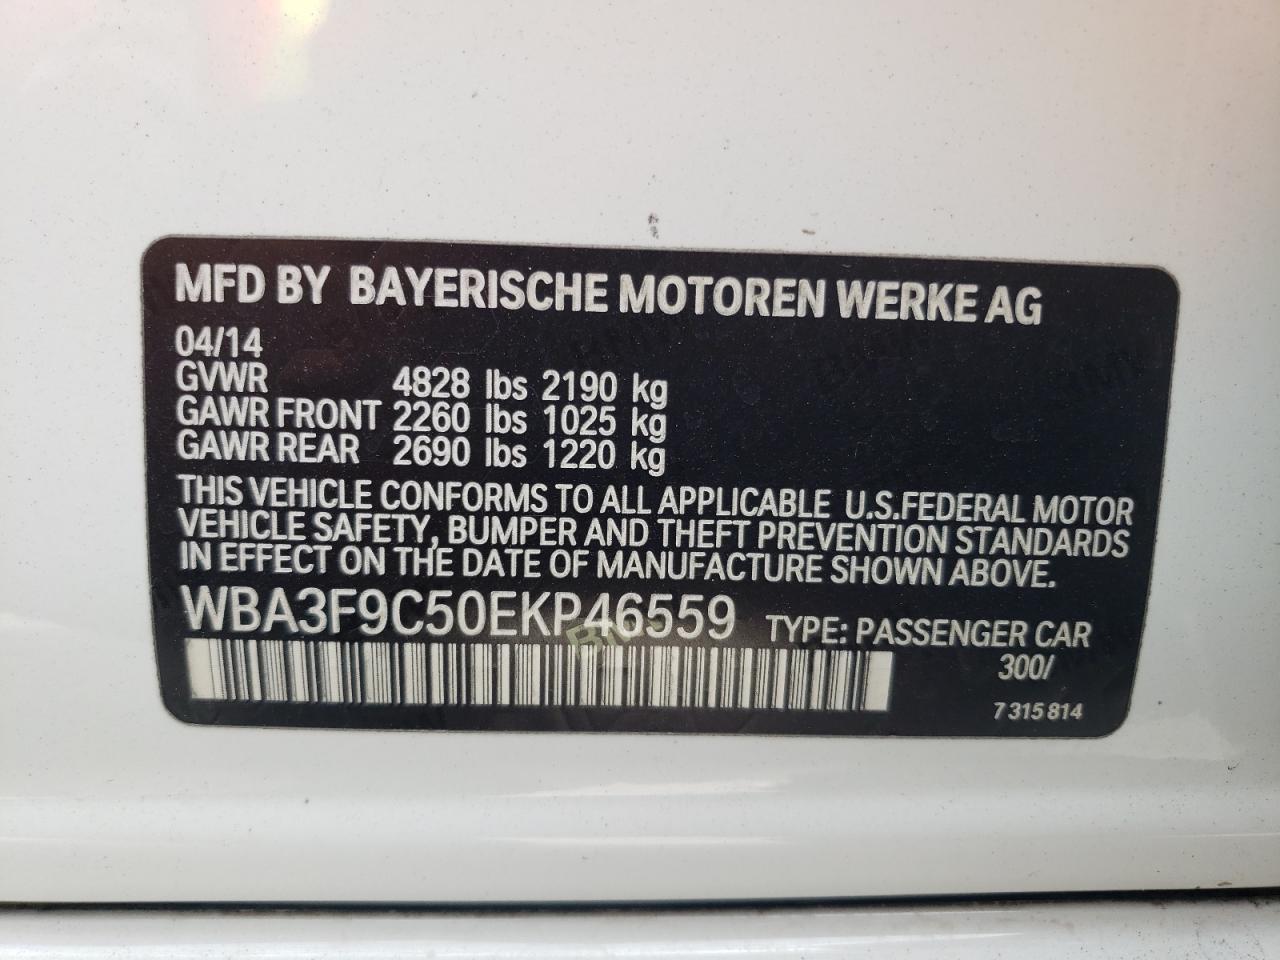 MFD BY BAYERISCHE MOTOREN WERKE AG
04/14
GVWR 4828 lbs 2190 kg
GAWR FRONT 2260 lbs 1025 kg
GAWR REAR 2690 lbs 1220 kg
THIS VEHICLE CONFORMS TO ALL APPLICABLE U.S.FEDERAL MOTOR
VEHICLE SAFETY, BUMPER AND THEFT PREVENTION STANDARDS
IN EFFECT ON THE DATE OF MANUFACTURE SHOWN ABOVE.
WBA3F9C50EKP46559 TYPE: PASSENGER CAR
300/
7 315 814